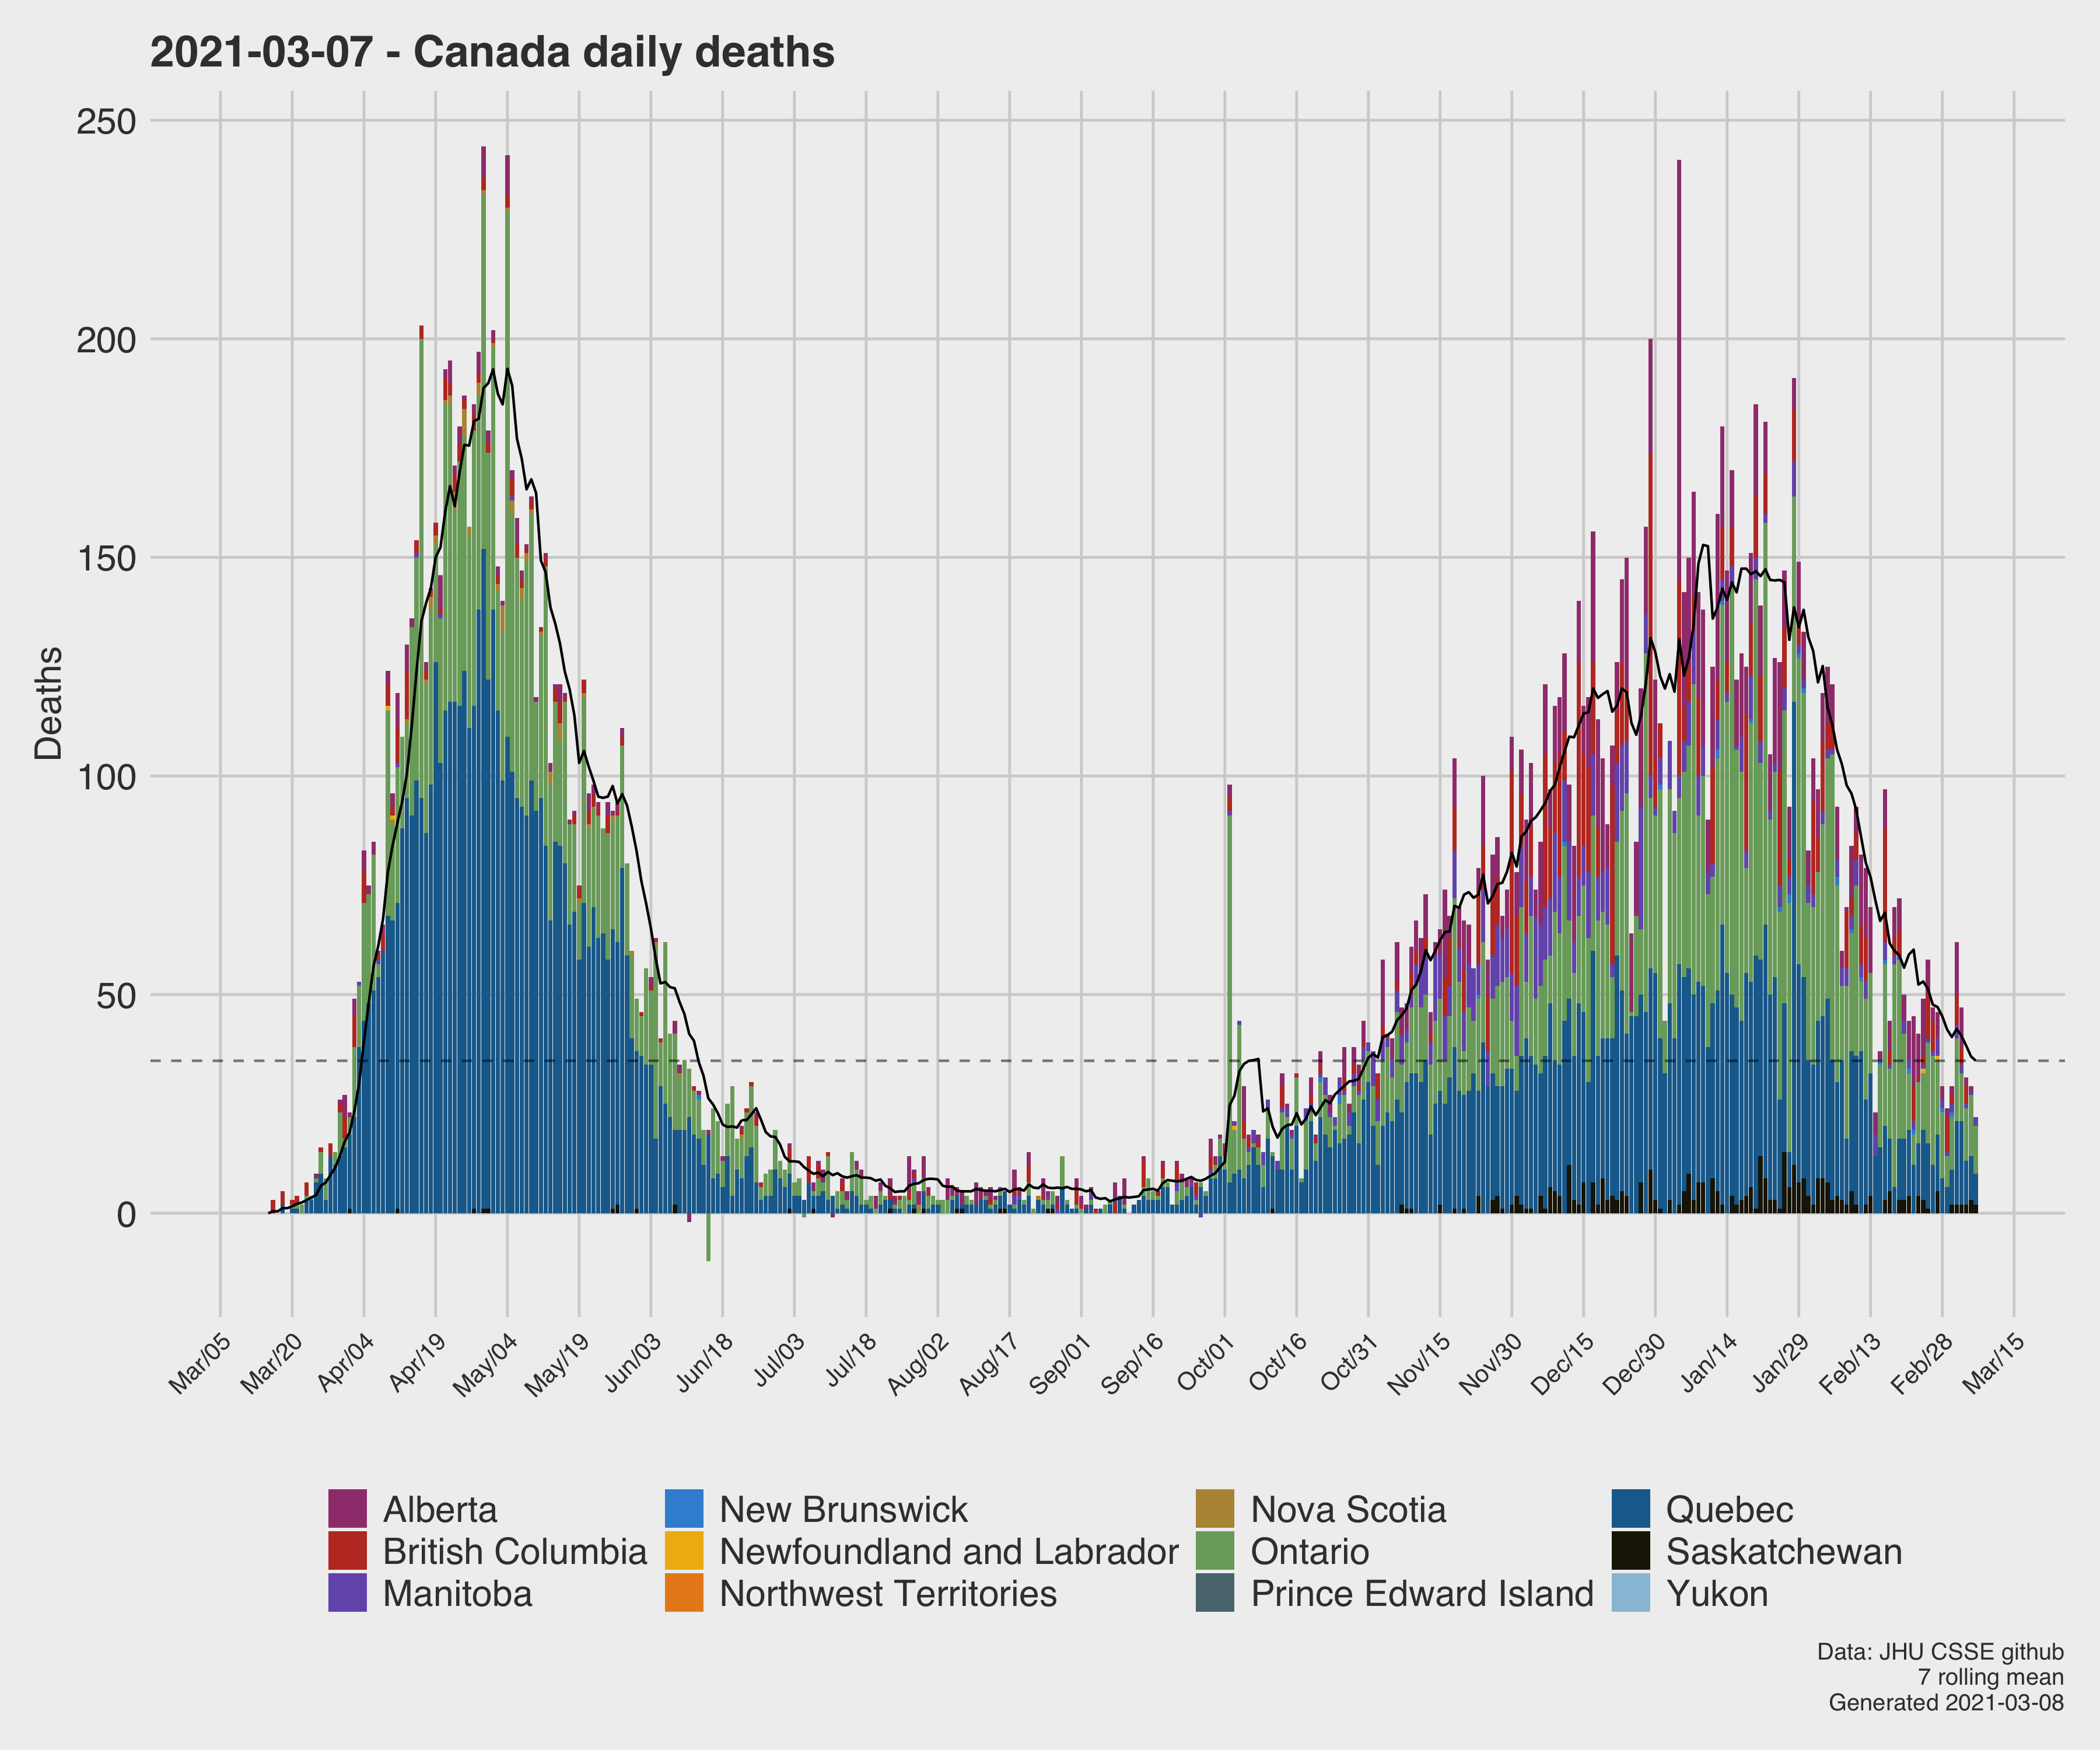 2021-03-07 - Canada daily deaths
250
200
150
100
50
0
Deaths
Mar/05
Mar/20
Apr/04
Apr/19
May/04
May/19
Jun/03
Jun/18
Jul/03
Jul/18
Aug/02
Aug/17
Sep/01
Sep/16
Oct/01
Oct/16
Oct/31
Nov/15
Nov/30
Dec/15
Dec/30
Jan/14
Jan/29
Feb/13
Feb/28
Mar/15
Alberta
British Columbia
Manitoba
New Brunswick
Newfoundland and Labrador
Northwest Territories
Nova Scotia
Ontario
Prince Edward Island
Quebec
Saskatchewan
Yukon
Data: JHU CSSE github
7 rolling mean
Generated 2021-03-08